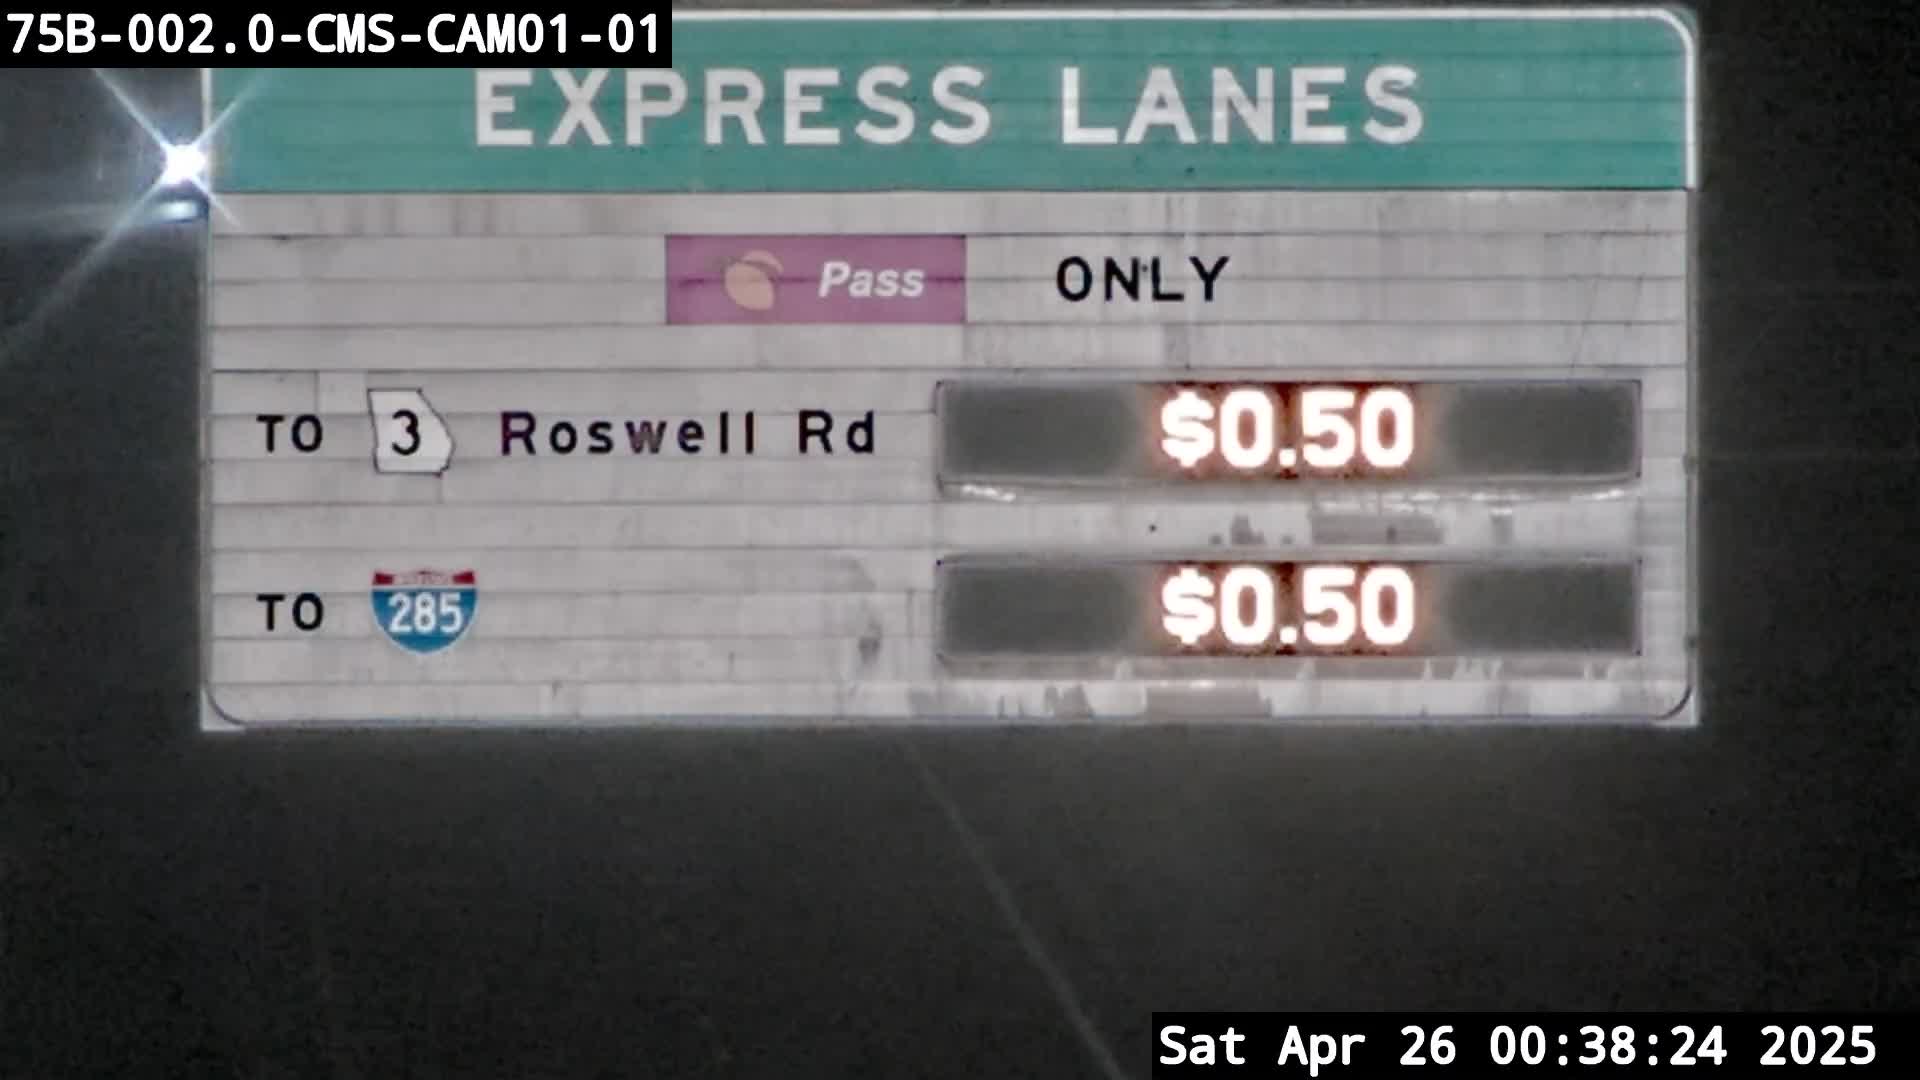 75B-002.0-CMS-CAM01-01
EXPRESS LANES
Pass ONLY
TO 3 Roswell Rd $0.50
TO 285 $0.50
Sat Apr 26 00:38:24 2025